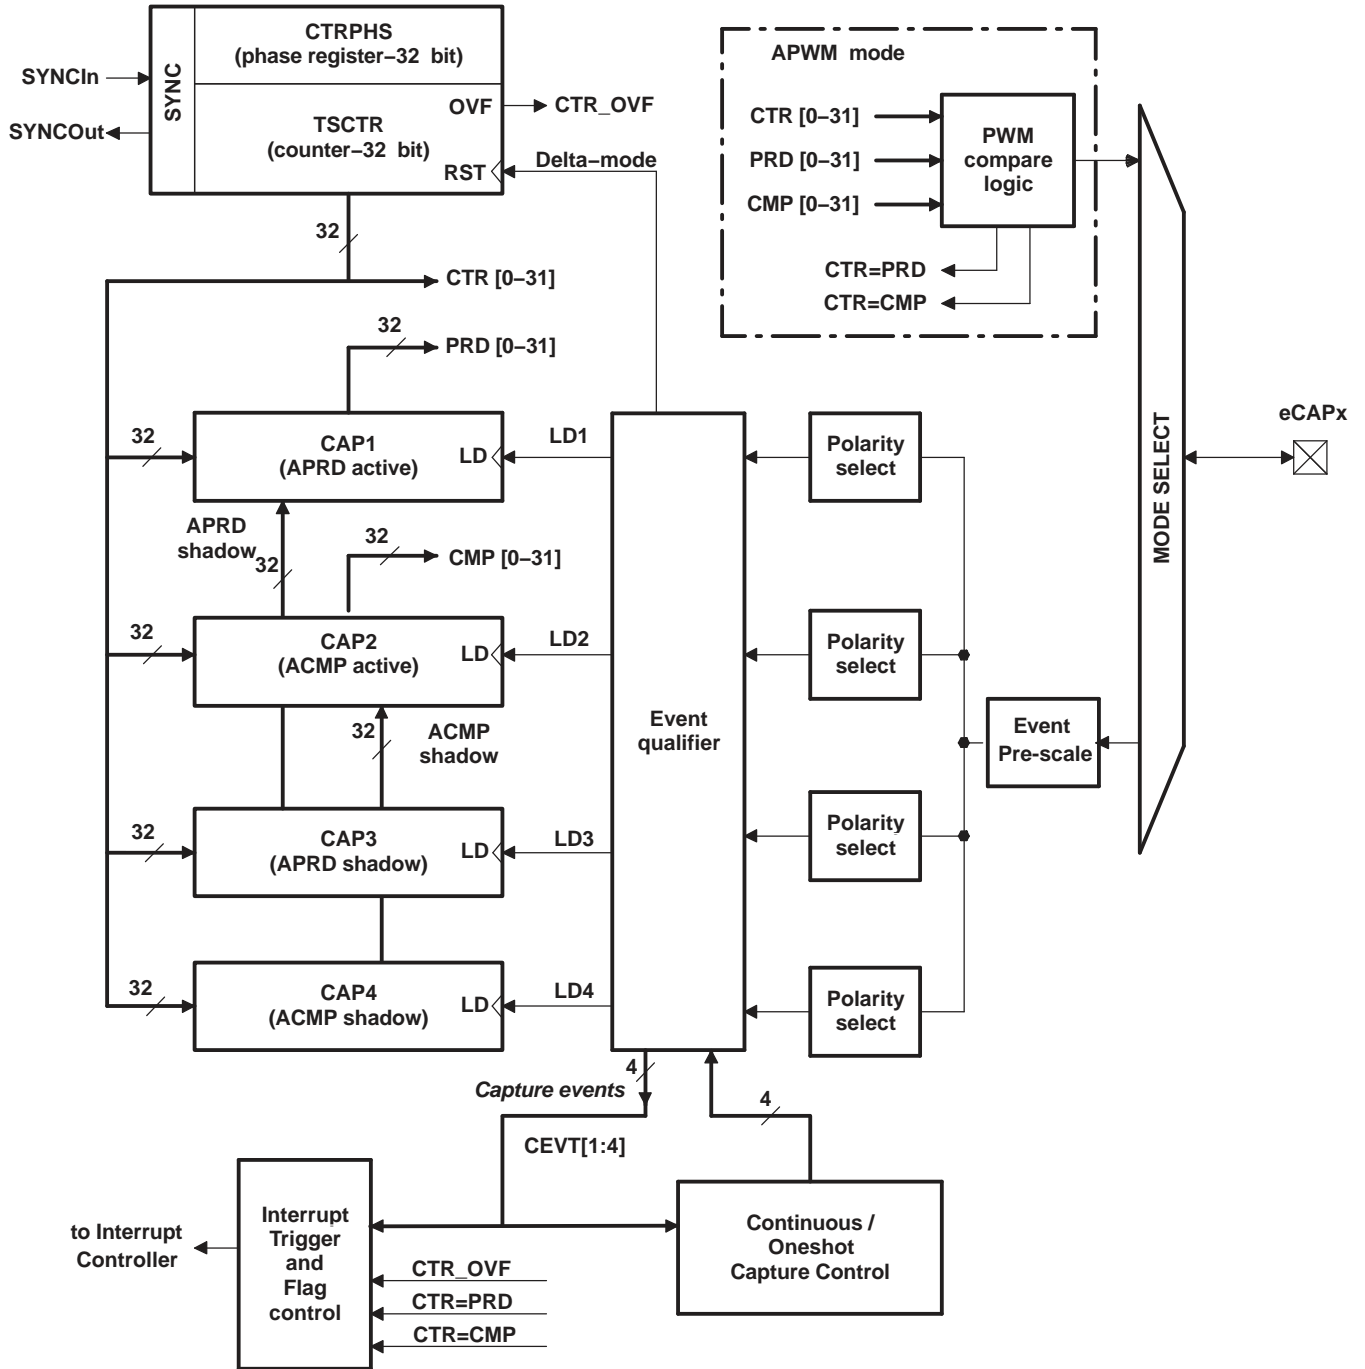 CTRPHS
(phase register−32 bit)
SYNC
SYNCIn
SYNCOut
OVF
CTR_OVF
TSCTR
(counter−32 bit)
RST
Delta−mode
32
CTR [0−31]
32
PRD [0−31]
APWM mode
CTR [0−31]
PRD [0−31]
CMP [0−31]
PWM
compare
logic
CTR=PRD
CTR=CMP
MODE SELECT
eCAPx
32
CAP1
(APRD active)
LD
LD1
Polarity
select
APRD
shadow
32
32
CMP [0−31]
32
CAP2
(ACMP active)
LD
LD2
Polarity
select
32
ACMP
shadow
Event
qualifier
Event
Pre-scale
32
CAP3
(APRD shadow)
LD
LD3
Polarity
select
32
CAP4
(ACMP shadow)
LD
LD4
Polarity
select
4
Capture events
CEVT[1:4]
4
to Interrupt
Controller
Interrupt
Trigger
and
Flag
control
CTR_OVF
CTR=PRD
CTR=CMP
Continuous /
Oneshot
Capture Control